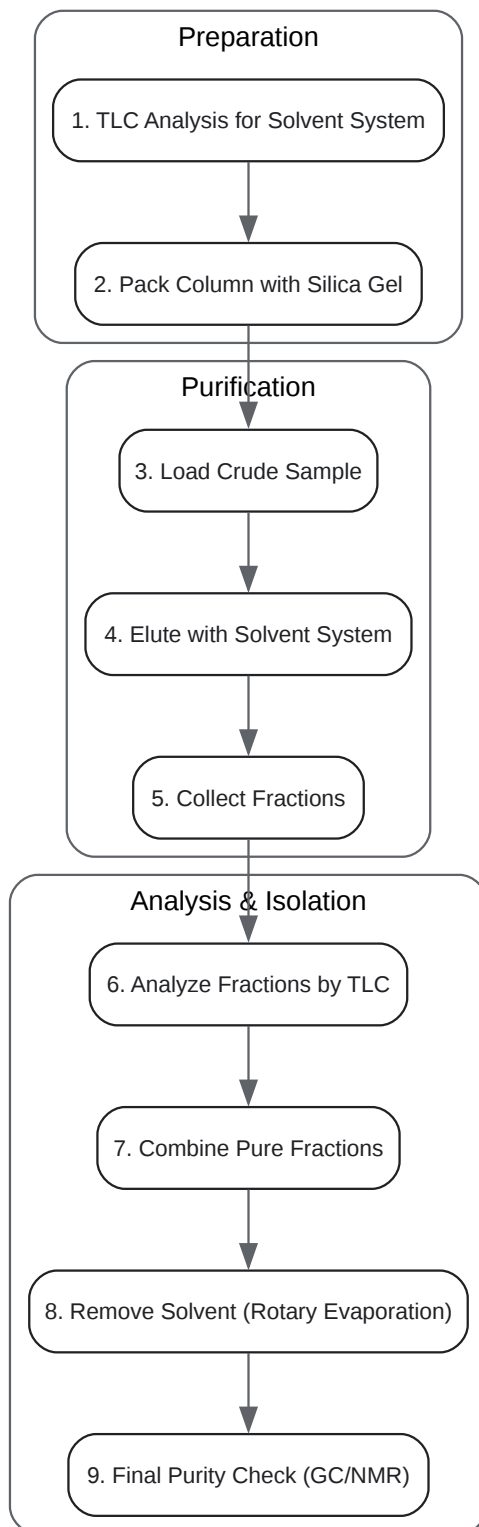 Preparation
1. TLC Analysis for Solvent System
2. Pack Column with Silica Gel
Purification
3. Load Crude Sample
4. Elute with Solvent System
5. Collect Fractions
Analysis & Isolation
6. Analyze Fractions by TLC
7. Combine Pure Fractions
8. Remove Solvent (Rotary Evaporation)
9. Final Purity Check (GC/NMR)